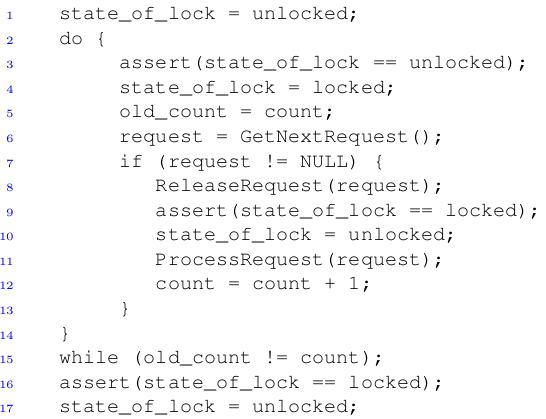 1 state_of_lock = unlocked;
2 do {
3 assert(state_of_lock == unlocked);
4 state_of_lock = locked;
5 old_count = count;
6 request = GetNextRequest();
7 if (request != NULL) {
8 ReleaseRequest(request);
9 assert(state_of_lock == locked);
10 state_of_lock = unlocked;
11 ProcessRequest(request);
12 count = count + 1;
13 }
14 }
15 while (old_count != count);
16 assert(state_of_lock == locked);
17 state_of_lock = unlocked;